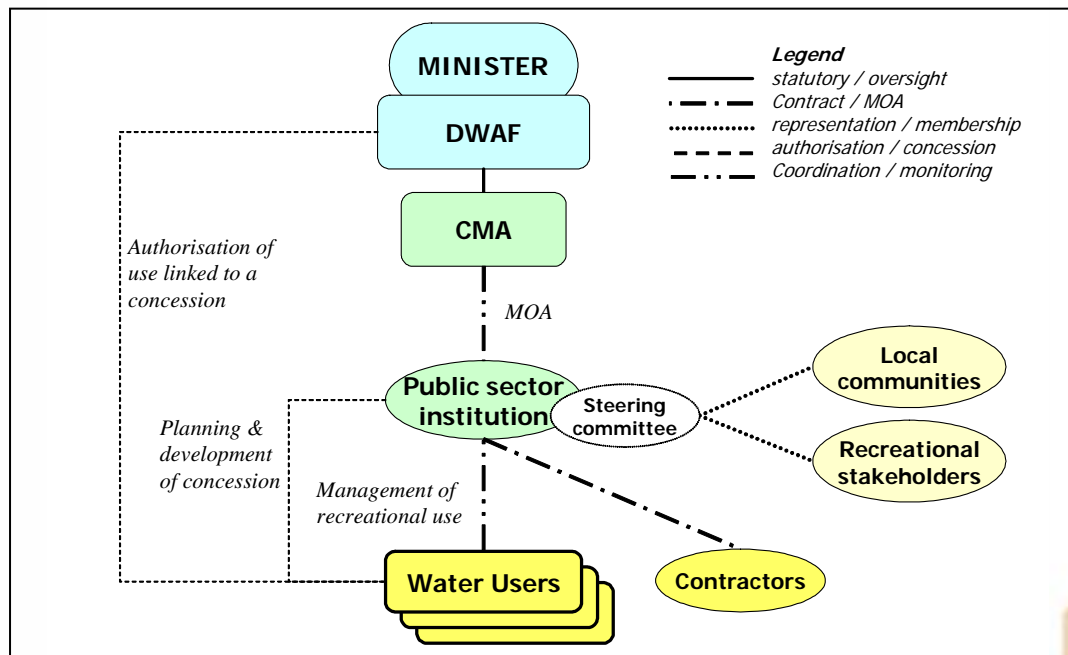 MINISTER
DWAF
CMA
Legend
statutory / oversight
Contract / MOA
representation / membership
authorisation / concession
Coordination / monitoring
Authorisation of
use linked to a
concession
MOA
Public sector
institution
Steering
committee
Local
communities
Recreational
stakeholders
Planning &
development
of concession
Management of
recreational use
Water Users
Contractors